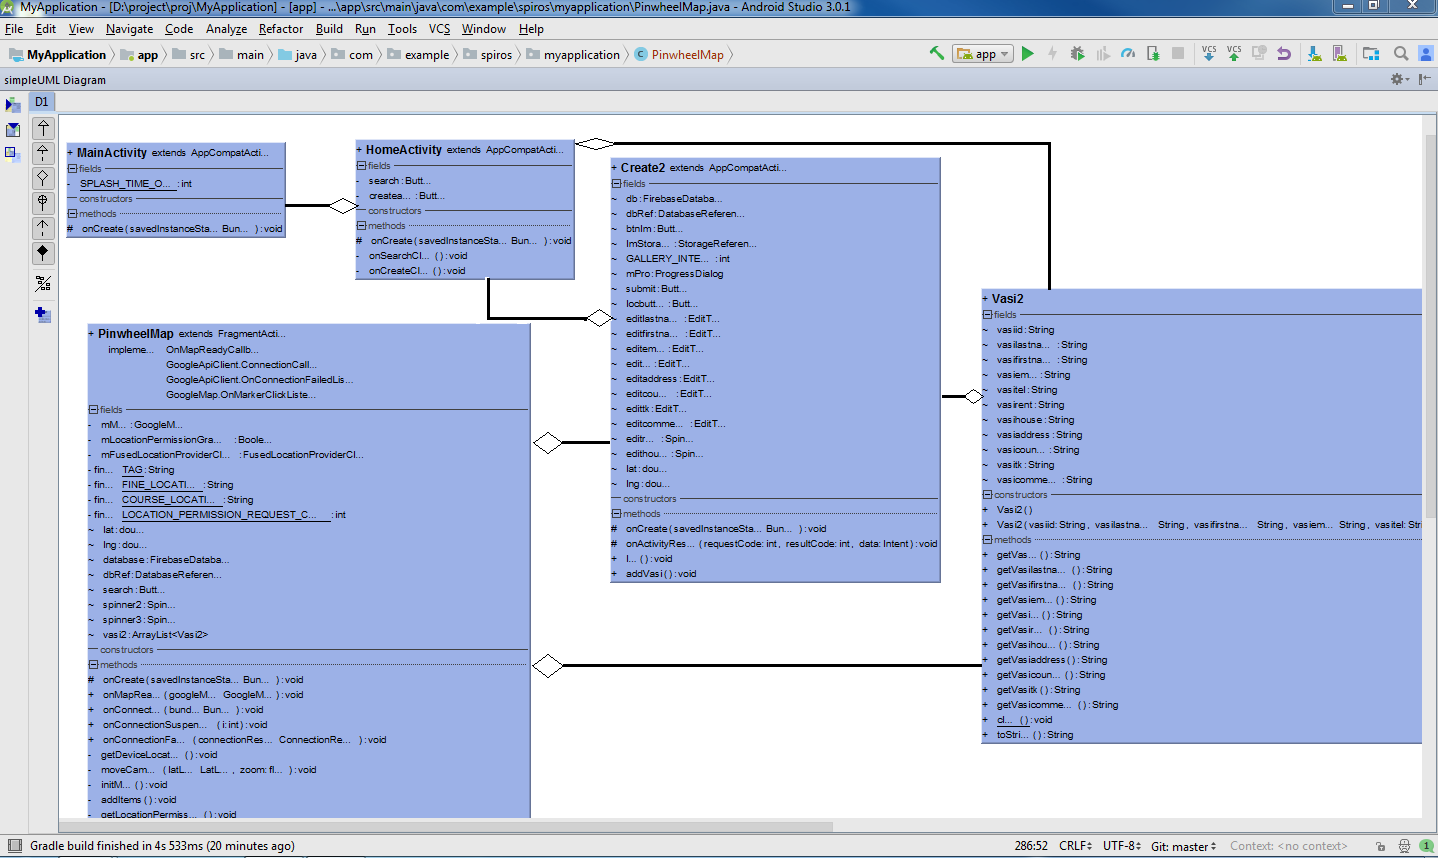 MyApplication - [D:\project\proj\MyApplication] - [app] - ...\app\src\main\java\com\example\spiros\myapplication\PinwheelMap.java - Android Studio 3.0.1
File Edit View Navigate Code Analyze Refactor Build Run Tools VCS Window Help
MyApplication app src main java com example spiros myapplication PinwheelMap app VCS VCS
simpleUML Diagram
D1
+ MainActivity extends AppCompatActi...
fields
- SPLASH_TIME_O... : int
constructors
methods
# onCreate(savedInstanceSta... Bun... ):void
+ HomeActivity extends AppCompatActi...
fields
- search: Butt...
- createa... : Butt...
constructors
methods
# onCreate(savedInstanceSta... Bun... ):void
- onSearchCl... ():void
- onCreateCl... ():void
+ Create2 extends AppCompatActi...
fields
~ db: FirebaseDataba...
~ dbRef: DatabaseReferen...
~ btnIm: Butt...
~ ImStora... : StorageReferen...
~ GALLERY_INTE... : int
~ mPro: ProgressDialog
~ submit: Butt...
~ locbutt... : Butt...
~ editlastna... : EditT...
~ editfirstna... : EditT...
~ editem... : EditT...
~ edit... : EditT...
~ editaddress: EditT...
~ editcou... : EditT...
~ edittk: EditT...
~ editcomme... : EditT...
~ editr... : Spin...
~ edithou... : Spin...
~ lat: dou...
~ lng: dou...
constructors
methods
# onCreate(savedInstanceSta... Bun... ):void
# onActivityRes... (requestCode: int, resultCode: int, data: Intent):void
+ l... ():void
+ addVasi():void
+ PinwheelMap extends FragmentActi...
impleme... OnMapReadyCallb...
GoogleApiClient.ConnectionCall...
GoogleApiClient.OnConnectionFailedLis...
GoogleMap.OnMarkerClickListe...
fields
- mM... : GoogleM...
- mLocationPermissionGra... : Boole...
- mFusedLocationProviderCl... : FusedLocationProviderCl...
- fin... TAG: String
- fin... FINE_LOCATI... : String
- fin... COURSE_LOCATI... : String
- fin... LOCATION_PERMISSION_REQUEST_C... : int
~ lat: dou...
~ lng: dou...
~ database: FirebaseDataba...
~ dbRef: DatabaseReferen...
~ search: Butt...
~ spinner2: Spin...
~ spinner3: Spin...
~ vasi2: ArrayList<Vasi2>
constructors
methods
# onCreate(savedInstanceSta... Bun... ):void
+ onMapRea... (googleM... GoogleM... ):void
+ onConnect... (bund... Bun... ):void
+ onConnectionSuspen... (i: int):void
+ onConnectionFa... (connectionRes... ConnectionRe... ):void
- getDeviceLocat... ():void
- moveCam... (latL... LatL... , zoom: fl... ):void
- initM... ():void
- addItems():void
- getLocationPermiss... ():void
+ Vasi2
fields
~ vasiid: String
~ vasilastna... : String
~ vasifirstna... : String
~ vasiem... : String
~ vasitel: String
~ vasirent: String
~ vasihouse: String
~ vasiaddress: String
~ vasicoun... : String
~ vasitk: String
~ vasicomme... : String
constructors
+ Vasi2()
+ Vasi2(vasiid: String, vasilastna... String, vasifirstna... String, vasiem... String, vasitel: Stri
methods
+ getVas... (): String
+ getVasilastna... (): String
+ getVasifirstna... (): String
+ getVasiem... (): String
+ getVasi... (): String
+ getVasir... (): String
+ getVasihou... (): String
+ getVasiaddress(): String
+ getVasicoun... (): String
+ getVasitk(): String
+ getVasicomme... (): String
+ cl... ():void
+ toStri... (): String
Gradle build finished in 4s 533ms (20 minutes ago) 286:52 CRLF UTF-8 Git: master Context: <no context> 1